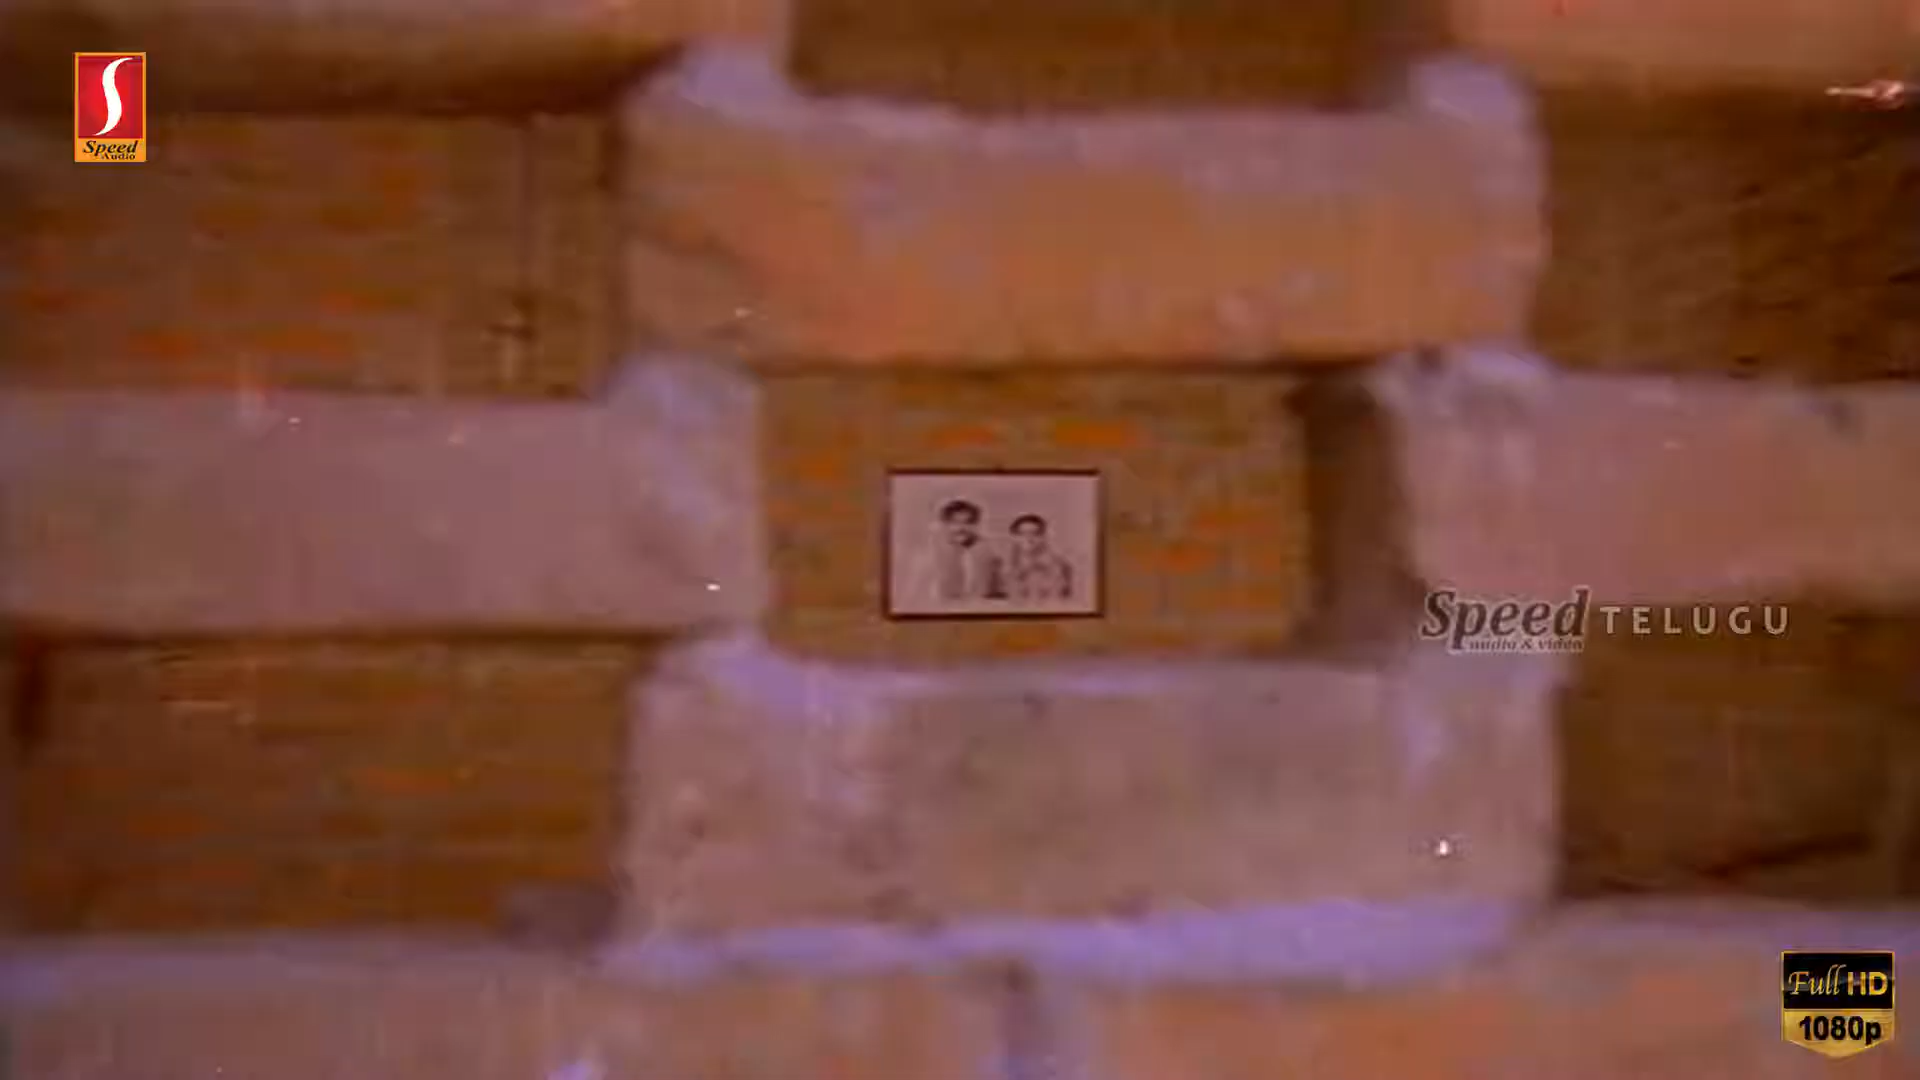 Speed
Audio
Speed TELUGU
audio & video
Full HD
1080p